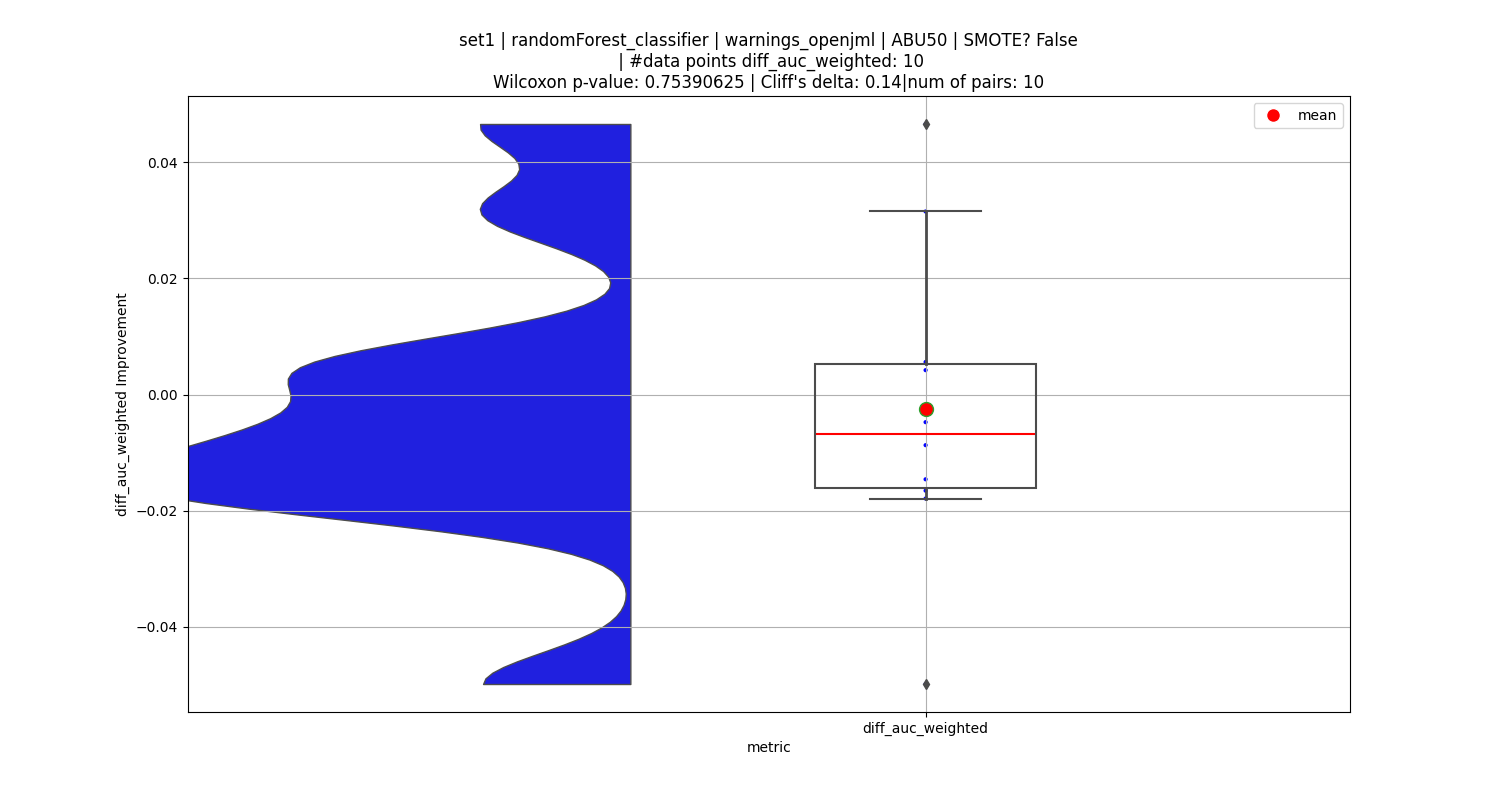 set1 | randomForest_classifier | warnings_openjml | ABU50 | SMOTE? False
| #data points diff_auc_weighted: 10
Wilcoxon p-value: 0.75390625 | Cliff's delta: 0.14|num of pairs: 10
mean
0.04
0.02
0.00
−0.02
−0.04
diff_auc_weighted Improvement
diff_auc_weighted
metric